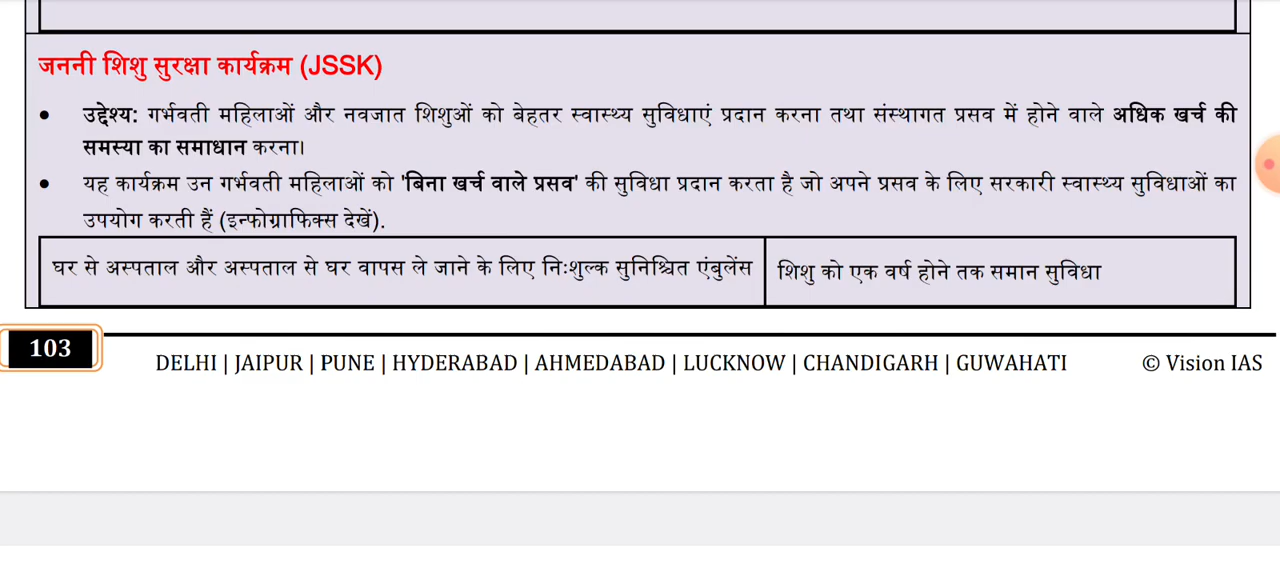 जननी शिशु सुरक्षा कार्यक्रम (JSSK)
• उद्देश्य: गर्भवती महिलाओं और नवजात शिशुओं को बेहतर स्वास्थ्य सुविधाएं प्रदान करना तथा संस्थागत प्रसव में होने वाले अधिक खर्च की
समस्या का समाधान करना।
• यह कार्यक्रम उन गर्भवती महिलाओं को 'बिना खर्च वाले प्रसव' की सुविधा प्रदान करता है जो अपने प्रसव के लिए सरकारी स्वास्थ्य सुविधाओं का
उपयोग करती हैं (इन्फोग्राफिक्स देखें).
घर से अस्पताल और अस्पताल से घर वापस ले जाने के लिए निःशुल्क सुनिश्चित एंबुलेंस
शिशु को एक वर्ष होने तक समान सुविधा
103
DELHI | JAIPUR | PUNE | HYDERABAD | AHMEDABAD | LUCKNOW | CHANDIGARH | GUWAHATI
© Vision IAS